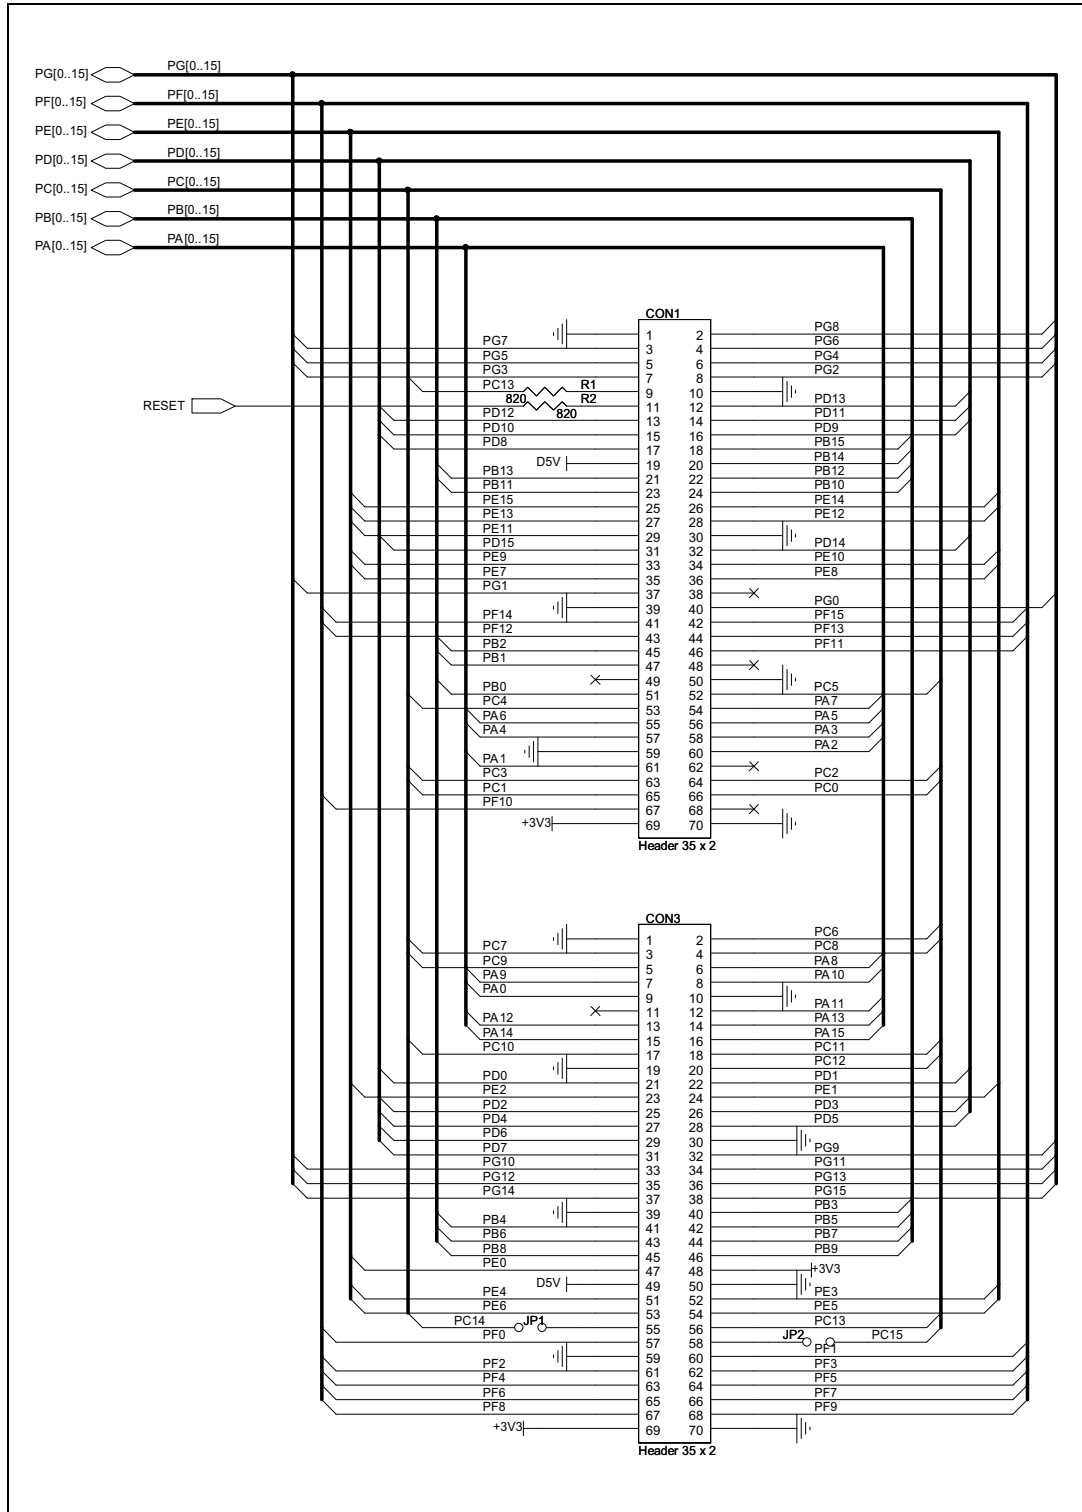 PG[0..15] PG[0..15]
PF[0..15] PF[0..15]
PE[0..15] PE[0..15]
PD[0..15] PD[0..15]
PC[0..15] PC[0..15]
PB[0..15] PB[0..15]
PA[0..15] PA[0..15]
CON1
1 2 PG8
PG7 3 4 PG6
PG5 5 6 PG4
PG3 7 8 PG2
PC13 R1 9 10
RESET 820 R2 820 11 12 PD13
PD12 13 14 PD11
PD10 15 16 PD9
PD8 17 18 PB15
D5V 19 20 PB14
PB13 21 22 PB12
PB11 23 24 PB10
PE15 25 26 PE14
PE13 27 28 PE12
PE11 29 30
PD15 31 32 PD14
PE9 33 34 PE10
PE7 35 36 PE8
PG1 37 38
39 40 PG0
PF14 41 42 PF15
PF12 43 44 PF13
PB2 45 46 PF11
PB1 47 48
49 50
PB0 51 52 PC5
PC4 53 54 PA7
PA6 55 56 PA5
PA4 57 58 PA3
59 60 PA2
PA1 61 62
PC3 63 64 PC2
PC1 65 66 PC0
PF10 67 68
+3V3 69 70
Header 35 x 2
CON3
1 2 PC6
PC7 3 4 PC8
PC9 5 6 PA8
PA9 7 8 PA10
PA0 9 10
11 12 PA11
PA12 13 14 PA13
PA14 15 16 PA15
PC10 17 18 PC11
19 20 PC12
PD0 21 22 PD1
PE2 23 24 PE1
PD2 25 26 PD3
PD4 27 28 PD5
PD6 29 30
PD7 31 32 PG9
PG10 33 34 PG11
PG12 35 36 PG13
PG14 37 38 PG15
39 40 PB3
PB4 41 42 PB5
PB6 43 44 PB7
PB8 45 46 PB9
PE0 47 48 +3V3
D5V 49 50
PE4 51 52 PE3
PE6 53 54 PE5
PC14 JP1 55 56 PC13
PF0 57 58 JP2 PC15
59 60 PF1
PF2 61 62 PF3
PF4 63 64 PF5
PF6 65 66 PF7
PF8 67 68 PF9
+3V3 69 70
Header 35 x 2